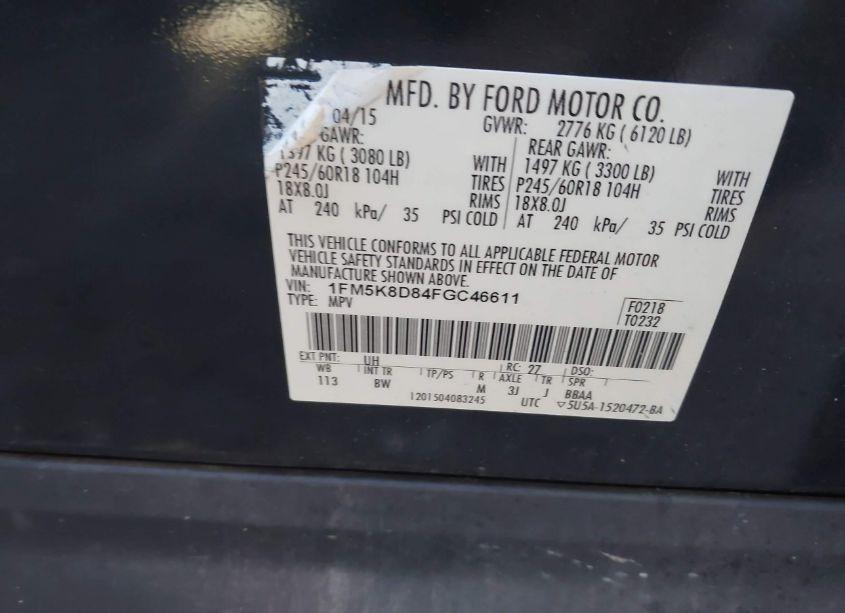 MFD. BY FORD MOTOR CO.
04/15 GVWR: 2776 KG ( 6120 LB)
GAWR: REAR GAWR:
KG ( 3080 LB) WITH 1497 KG ( 3300 LB) WITH
P245/60R18 104H TIRES P245/60R18 104H TIRES
18X8.0J RIMS 18X8.0J RIMS
AT 240 kPa/ 35 PSI COLD AT 240 kPa/ 35 PSI COLD
THIS VEHICLE CONFORMS TO ALL APPLICABLE FEDERAL MOTOR
VEHICLE SAFETY STANDARDS IN EFFECT ON THE DATE OF
MANUFACTURE SHOWN ABOVE.
VIN: 1FM5K8D84FGC46611
TYPE: MPV
F0218
T0232
EXT PNT: UH RC: 27 DSO:
WB INT TR TP/PS R AXLE TR SPR
113 BW M 3J J BBAA
1201504083245 UTC ▽5U5A-1520472-BA